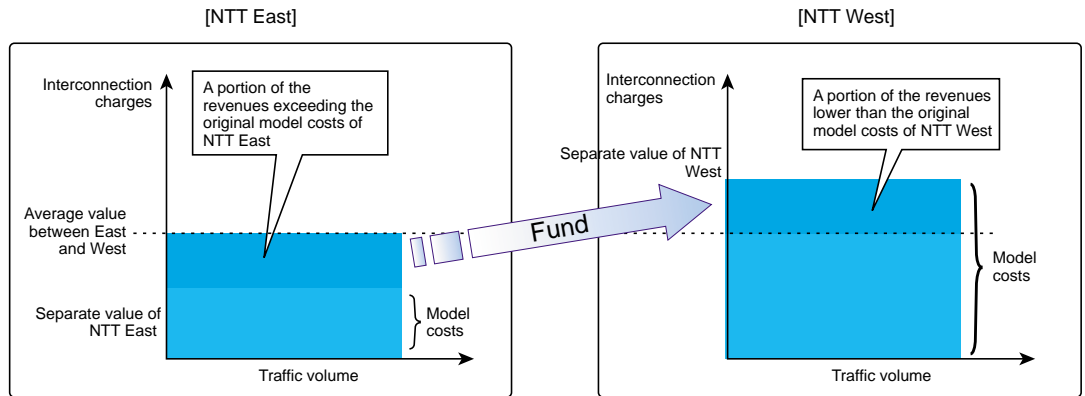 [NTT East]
Interconnection
charges
A portion of the
revenues exceeding the
original model costs of
NTT East
Average value
between East
and West
Separate value of
NTT East
Model
costs
Traffic volume
Fund
[NTT West]
Interconnection
charges
A portion of the revenues
lower than the original
model costs of NTT West
Separate value of NTT
West
Model
costs
Traffic volume